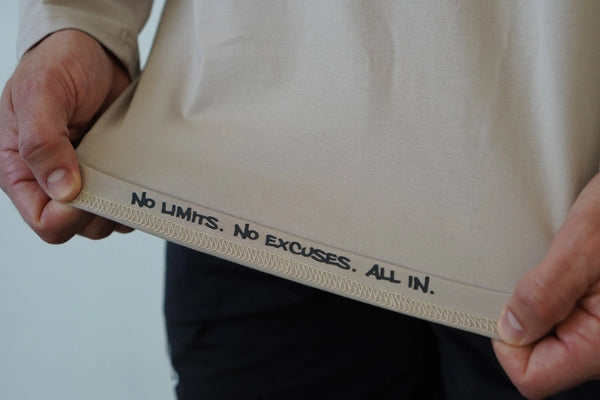 No LIMITS. No EXCUSES. ALL IN.